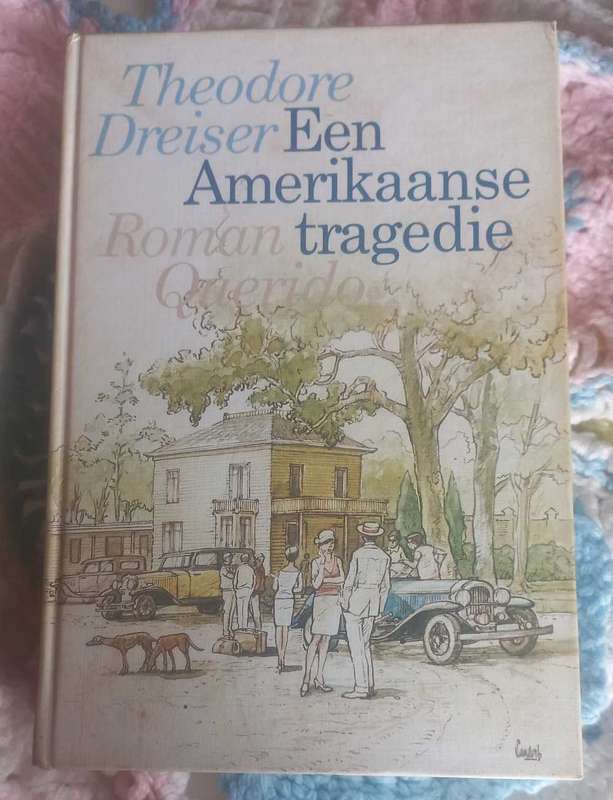 Theodore
Dreiser Een
Amerikaanse
Roman tragedie
Querido